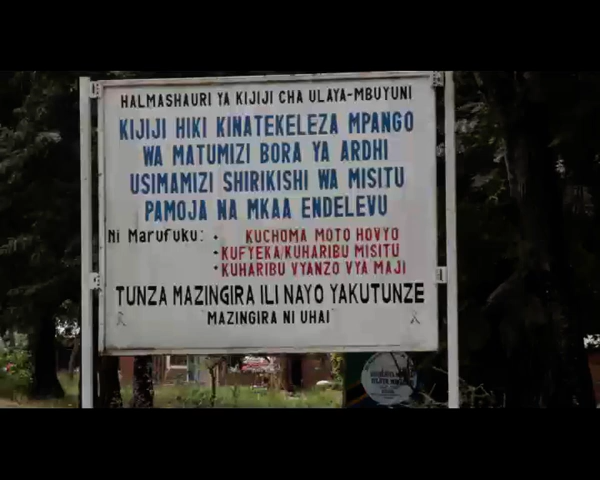 HALMASHAURI YA KIJIJI CHA ULAYA-MBUYUNI
KIJIJI HIKI KINATEKELEZA MPANGO
WA MATUMIZI BORA YA ARDHI
USIMAMIZI SHIRIKISHI WA MISITU
PAMOJA NA MKAA ENDELEVU
Ni Marufuku: • KUCHOMA MOTO HOVYO
• KUFYEKA/KUHARIBU MISITU
• KUHARIBU VYANZO VYA MAJI
TUNZA MAZINGIRA ILI NAYO YAKUTUNZE
"MAZINGIRA NI UHAI"